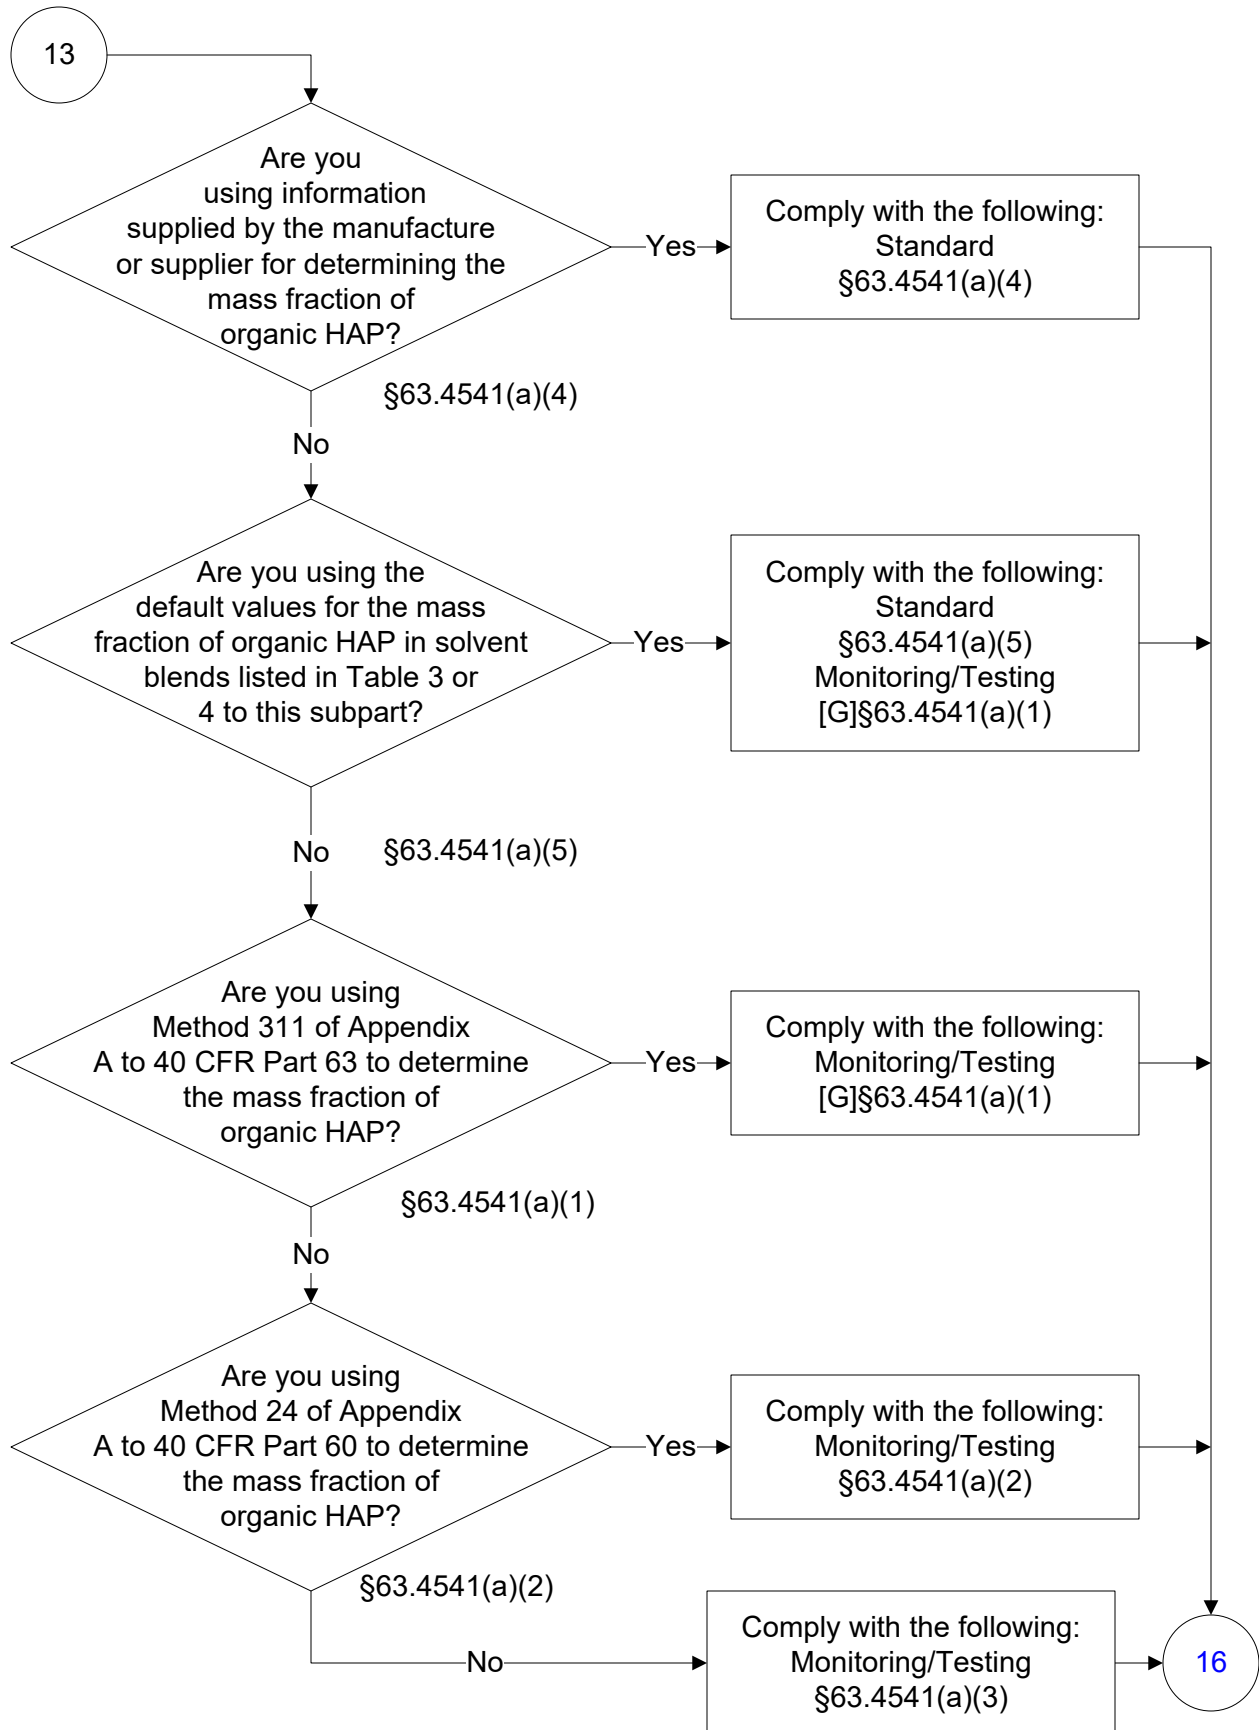 13
Are you
using information
supplied by the manufacture
or supplier for determining the
mass fraction of
organic HAP?
Yes
Comply with the following:
Standard
§63.4541(a)(4)
§63.4541(a)(4)
No
Are you using the
default values for the mass
fraction of organic HAP in solvent
blends listed in Table 3 or
4 to this subpart?
Yes
Comply with the following:
Standard
§63.4541(a)(5)
Monitoring/Testing
[G]§63.4541(a)(1)
No
§63.4541(a)(5)
Are you using
Method 311 of Appendix
A to 40 CFR Part 63 to determine
the mass fraction of
organic HAP?
Yes
Comply with the following:
Monitoring/Testing
[G]§63.4541(a)(1)
§63.4541(a)(1)
No
Are you using
Method 24 of Appendix
A to 40 CFR Part 60 to determine
the mass fraction of
organic HAP?
Yes
Comply with the following:
Monitoring/Testing
§63.4541(a)(2)
§63.4541(a)(2)
No
Comply with the following:
Monitoring/Testing
§63.4541(a)(3)
16